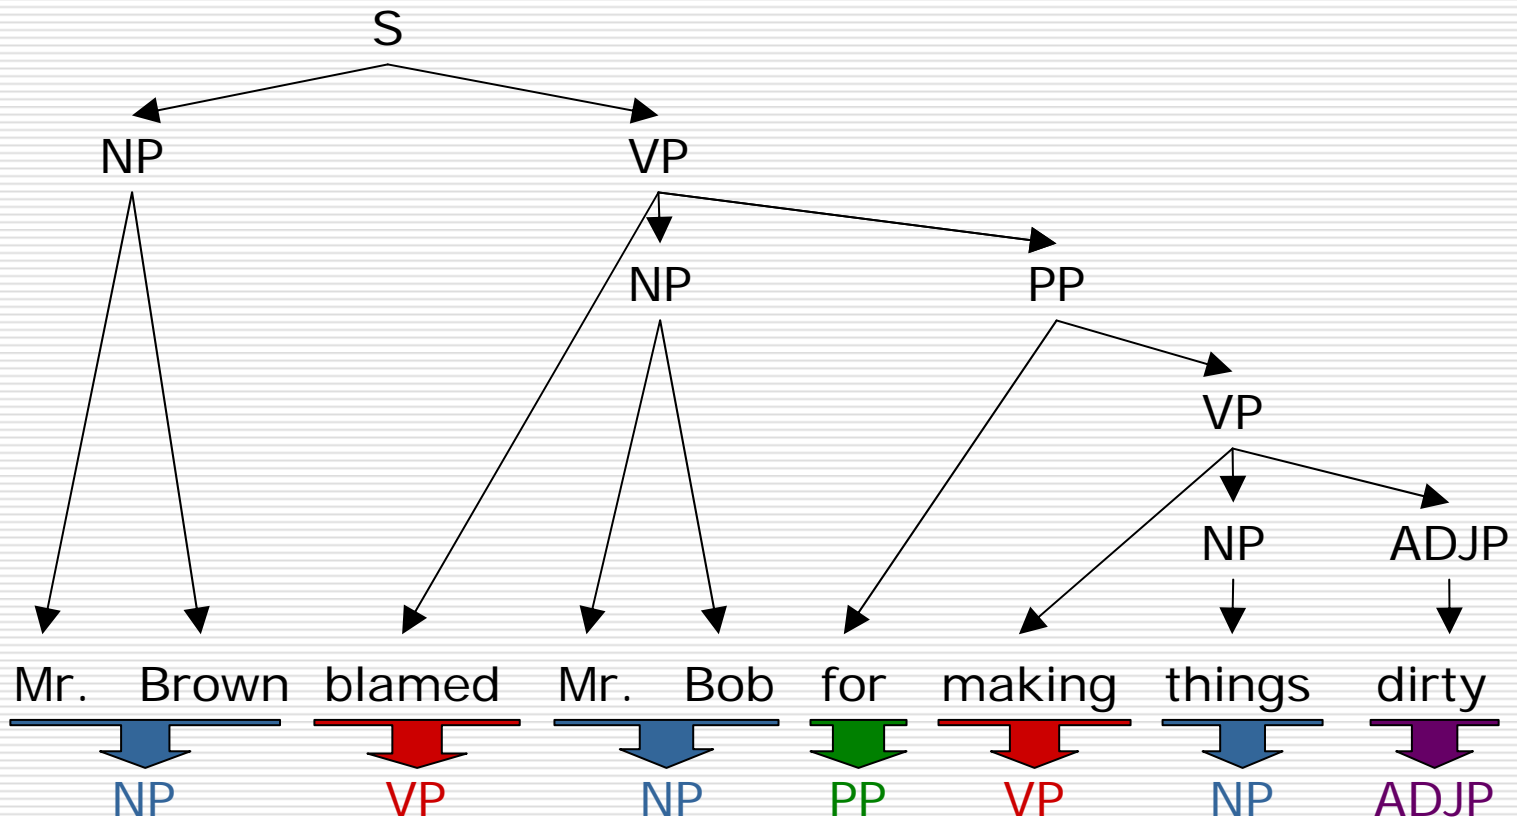 S
NP VP
NP PP
VP
NP ADJP
Mr. Brown blamed Mr. Bob for making things dirty
NP VP NP PP VP NP ADJP